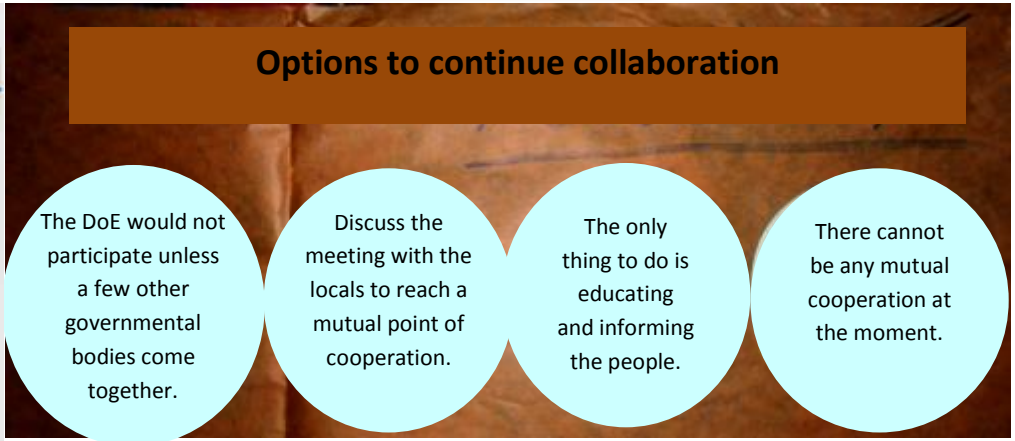 Options to continue collaboration
The DoE would not
participate unless
a few other
governmental
bodies come
together.
Discuss the
meeting with the
locals to reach a
mutual point of
cooperation.
The only
thing to do is
educating
and informing
the people.
There cannot
be any mutual
cooperation at
the moment.